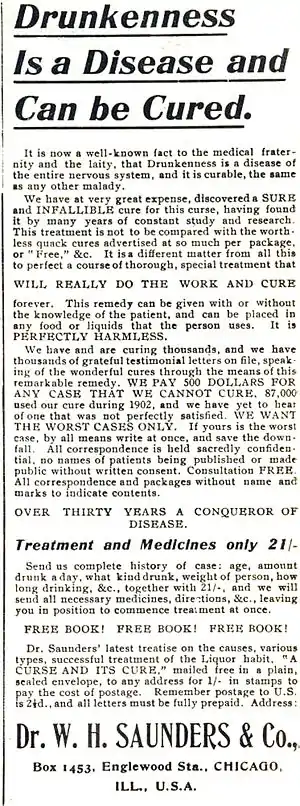 Drunkenness
Is a Disease and
Can be Cured.
It is now a well-known fact to the medical frater-
nity and the laity, that Drunkenness is a disease of
the entire nervous system, and it is curable, the same
as any other malady.
We have at very great expense, discovered a SURE
and INFALLIBLE cure for this curse, having found
it by many years of constant study and research.
This treatment is not to be compared with the worth-
less quack cures advertised at so much per package,
or "Free," &c. It is a different matter from all this
to perfect a course of thorough, special treatment that
WILL REALLY DO THE WORK AND CURE
forever. This remedy can be given with or without
the knowledge of the patient, and can be placed in
any food or liquids that the person uses. It is
PERFECTLY HARMLESS.
We have and are curing thousands, and we have
thousands of grateful testimonial letters on file, speak-
ing of the wonderful cures through the means of this
remarkable remedy. WE PAY 500 DOLLARS FOR
ANY CASE THAT WE CANNOT CURE. 87,000
used our cure during 1902, and we have yet to hear
of one that was not perfectly satisfied. WE WANT
THE WORST CASES ONLY. If yours is the worst
case, by all means write at once, and save the down-
fall. All correspondence is held sacredly confiden-
tial, no names of patients being published or made
public without written consent. Consultation FREE.
All correspondence and packages without name and
marks to indicate contents.
OVER THIRTY YEARS A CONQUEROR OF
DISEASE.
Treatment and Medicines only 21/-
Send us complete history of case: age, amount
drunk a day, what kind drunk, weight of person, how
long drinking, &c., together with 21/-, and we will
send all necessary medicines, directions, &c., leaving
you in position to commence treatment at once.
FREE BOOK! FREE BOOK! FREE BOOK!
Dr. Saunders' latest treatise on the causes, various
types, successful treatment of the Liquor habit, "A
CURSE AND ITS CURE," mailed free in a plain,
sealed envelope, to any address for 1/- in stamps to
pay the cost of postage. Remember postage to U.S.
is 2½d., and all letters must be fully prepaid. Address:
Dr. W. H. SAUNDERS & Co.,
Box 1453, Englewood Sta., CHICAGO,
ILL., U.S.A.